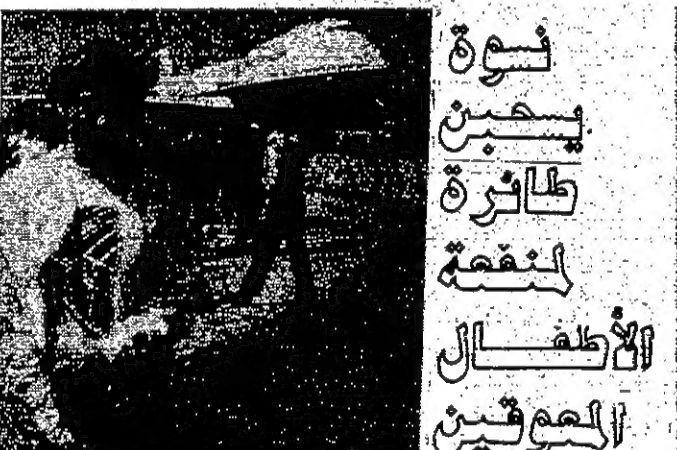 نسوة
يسحبن
طائرة
لمنفعة
الأطفال
المعوقين